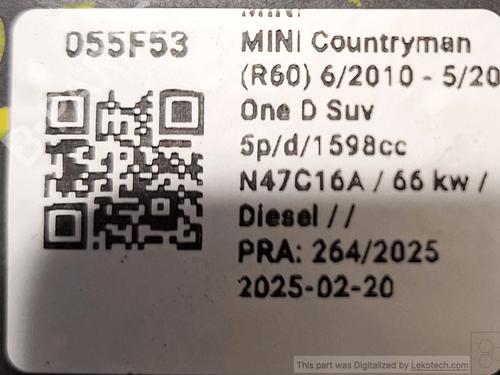 055F53
MINI Countryman
(R60) 6/2010 - 5/20
One D Suv
5p/d/1598cc
N47C16A / 66 kw /
Diesel / /
PRA: 264/2025
2025-02-20
This part was Digitalized by Lekotech.com